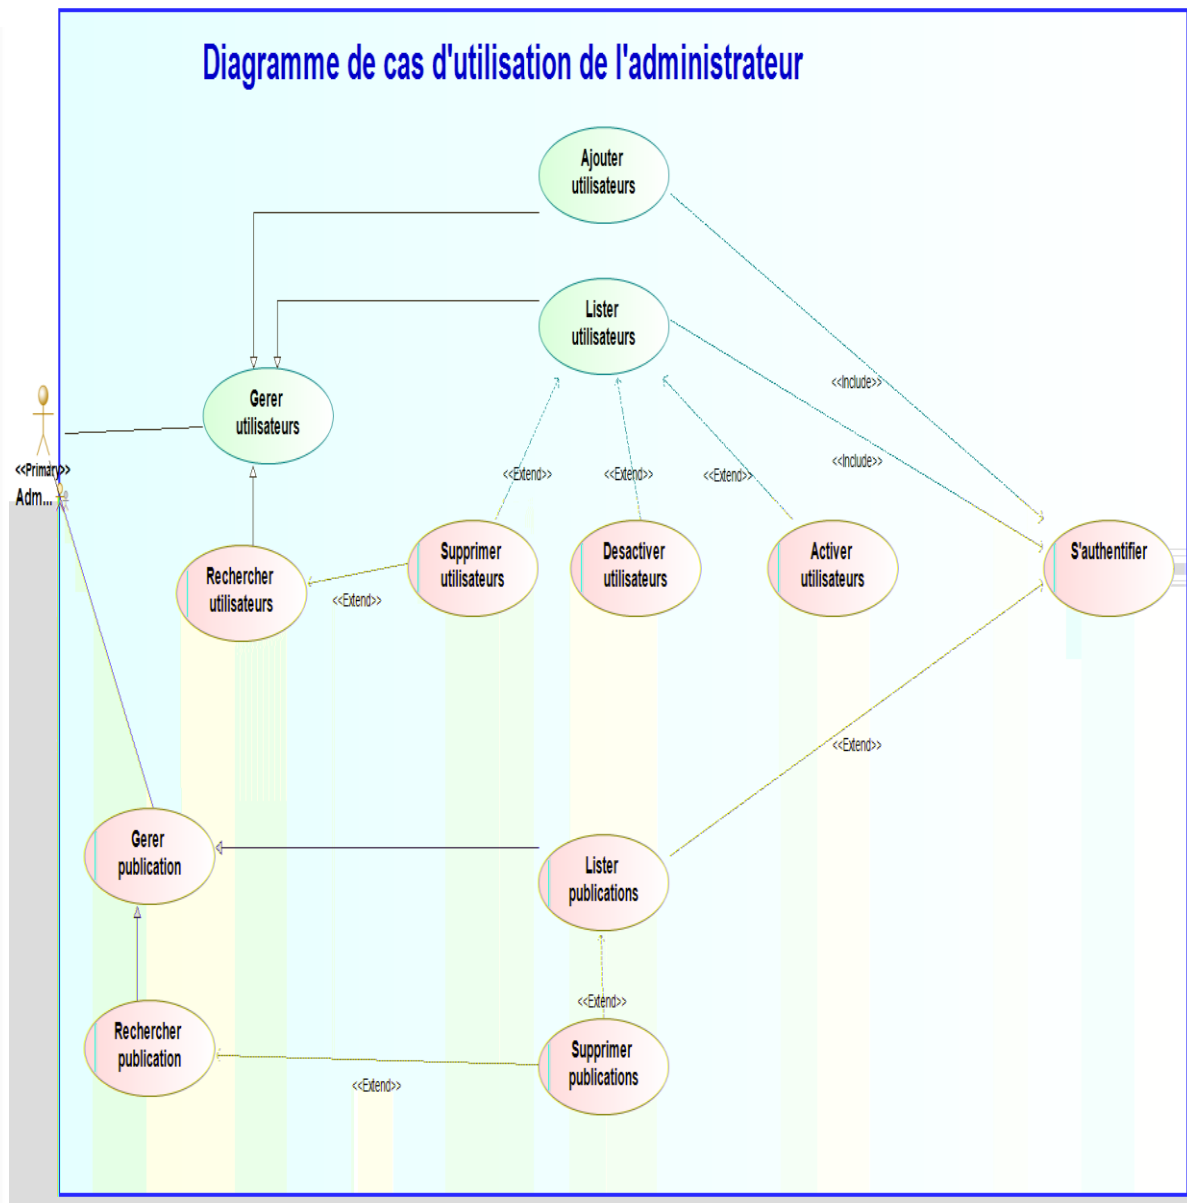 Diagramme de cas d'utilisation de l'administrateur
Ajouter
utilisateurs
Lister
utilisateurs
<<Include>>
Gerer
utilisateurs
<<Primary>>
Adm...
<<Include>>
<<Extend>>
<<Extend>>
<<Extend>>
Supprimer
utilisateurs
Desactiver
utilisateurs
Activer
utilisateurs
S'authentifier
Rechercher
utilisateurs
<<Extend>>
<<Extend>>
Gerer
publication
Lister
publications
<<Extend>>
Rechercher
publication
Supprimer
publications
<<Extend>>